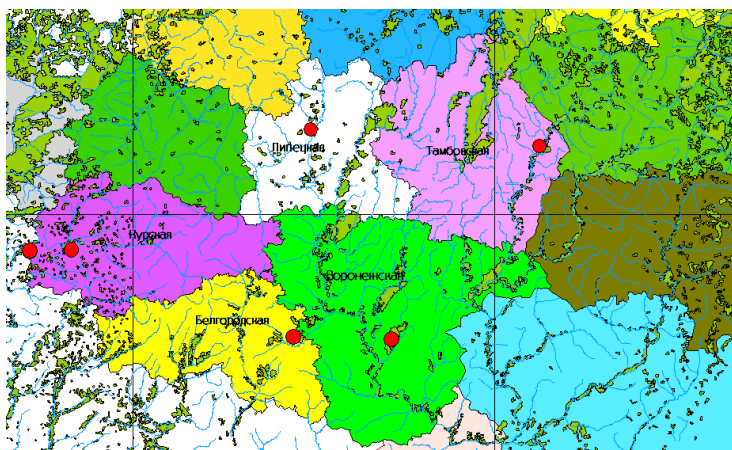 Липецкая
Тамбовская
Курская
Воронежская
Белгородская